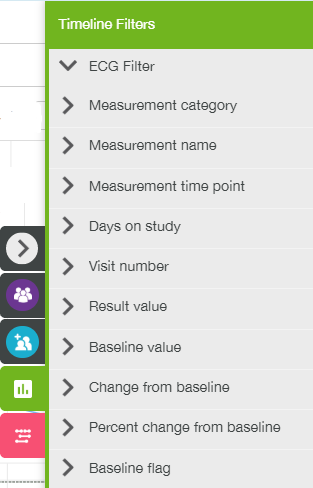 Timeline Filters
ECG Filter
Measurement category
Measurement name
Measurement time point
Days on study
Visit number
Result value
Baseline value
Change from baseline
Percent change from baseline
Baseline flag